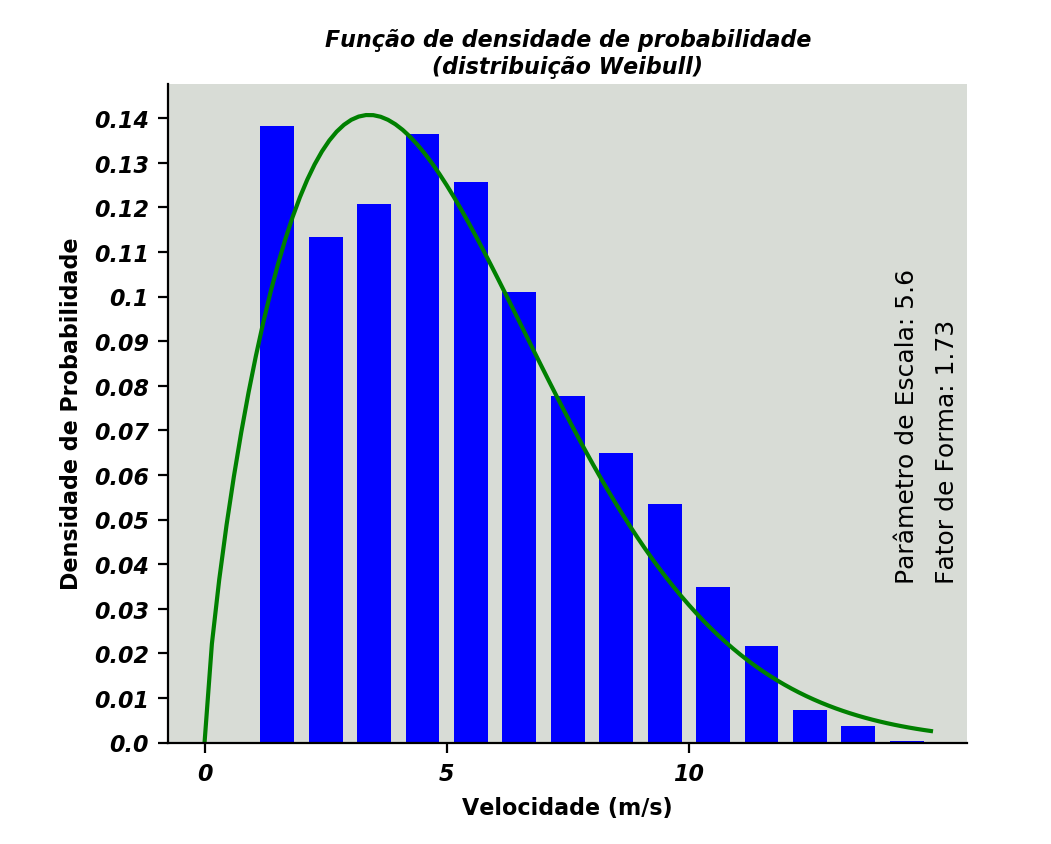 Função de densidade de probabilidade
(distribuição Weibull)
Densidade de Probabilidade
0.14
0.13
0.12
0.11
0.1
0.09
0.08
0.07
0.06
0.05
0.04
0.03
0.02
0.01
0.0
Parâmetro de Escala: 5.6
Fator de Forma: 1.73
0 5 10
Velocidade (m/s)